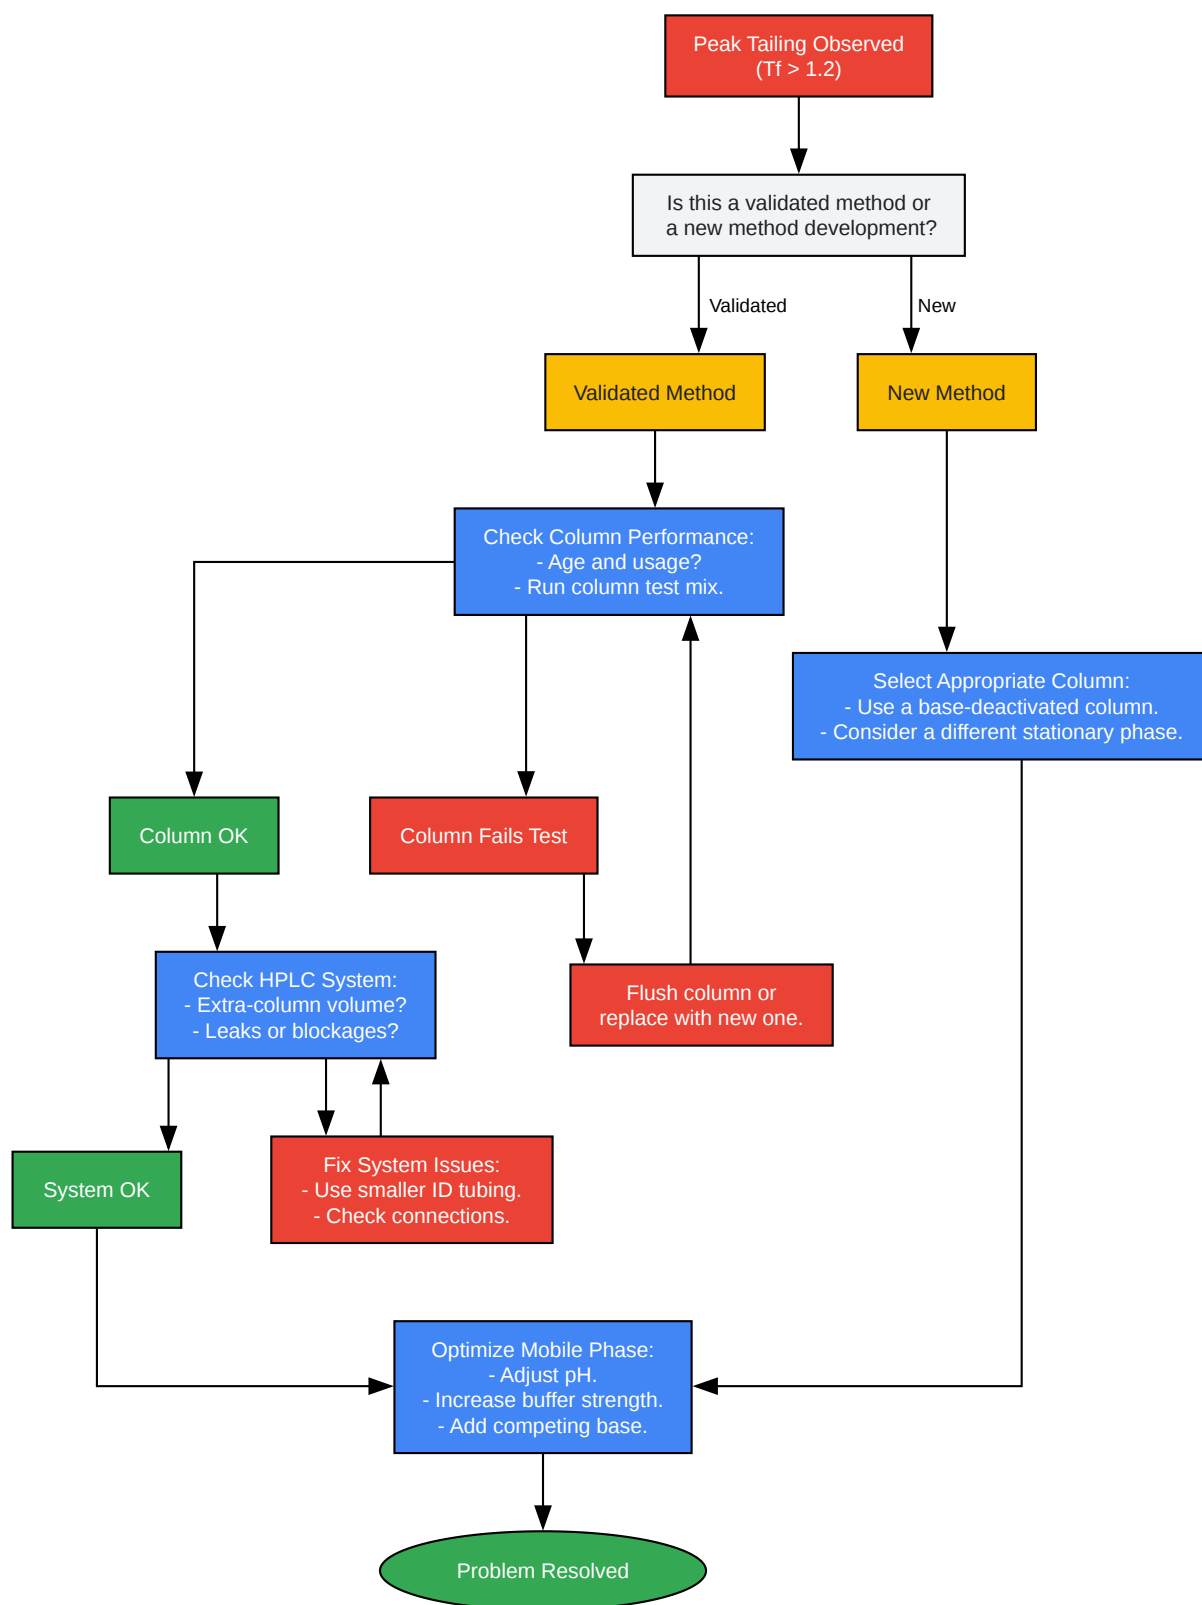 Peak Tailing Observed
(Tf > 1.2)
Is this a validated method or
a new method development?
Validated
New
Validated Method
New Method
Check Column Performance:
- Age and usage?
- Run column test mix.
Select Appropriate Column:
- Use a base-deactivated column.
- Consider a different stationary phase.
Column OK
Column Fails Test
Check HPLC System:
- Extra-column volume?
- Leaks or blockages?
Flush column or
replace with new one.
System OK
Fix System Issues:
- Use smaller ID tubing.
- Check connections.
Optimize Mobile Phase:
- Adjust pH.
- Increase buffer strength.
- Add competing base.
Problem Resolved